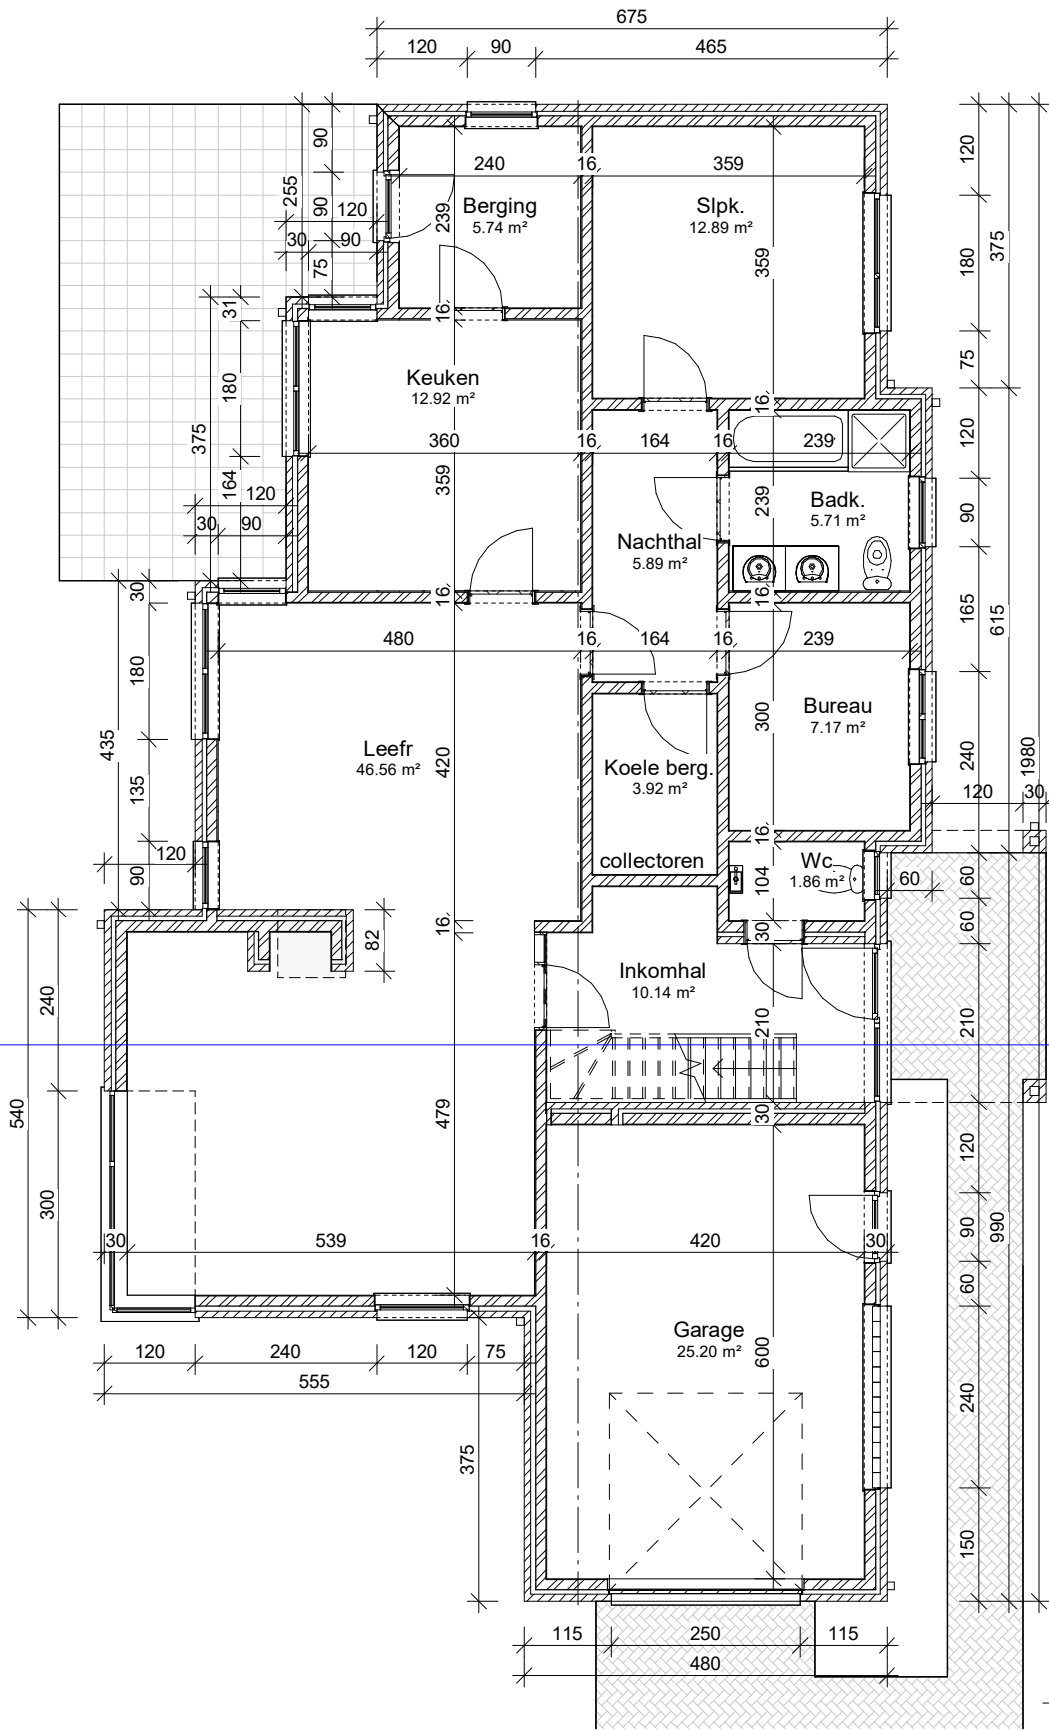 675
120 90 465
90
240 16 359
120
255
239
Berging
5.74 m²
Slpk.
12.89 m²
90
120
30 90
359
180
375
75
31
16
75
Keuken
12.92 m²
180
375
16
120
360 16 164 16 239
164
359
239
Badk.
5.71 m²
90
120
30 90
Nachthal
5.89 m²
30
16
16
165
615
480 16 164 16 239
180
435
Leefr
46.56 m²
420
300
Bureau
7.17 m²
240
1980
135
Koele berg.
3.92 m²
120 30
16
120
90
collectoren
104
Wc
1.86 m²
60
60
16
82
30
60
240
Inkomhal
10.14 m²
210
210
540
479
30
120
300
30 539 16 420 30
90
990
60
Garage
25.20 m²
600
120 240 120 75
555
240
375
150
115 250 115
480